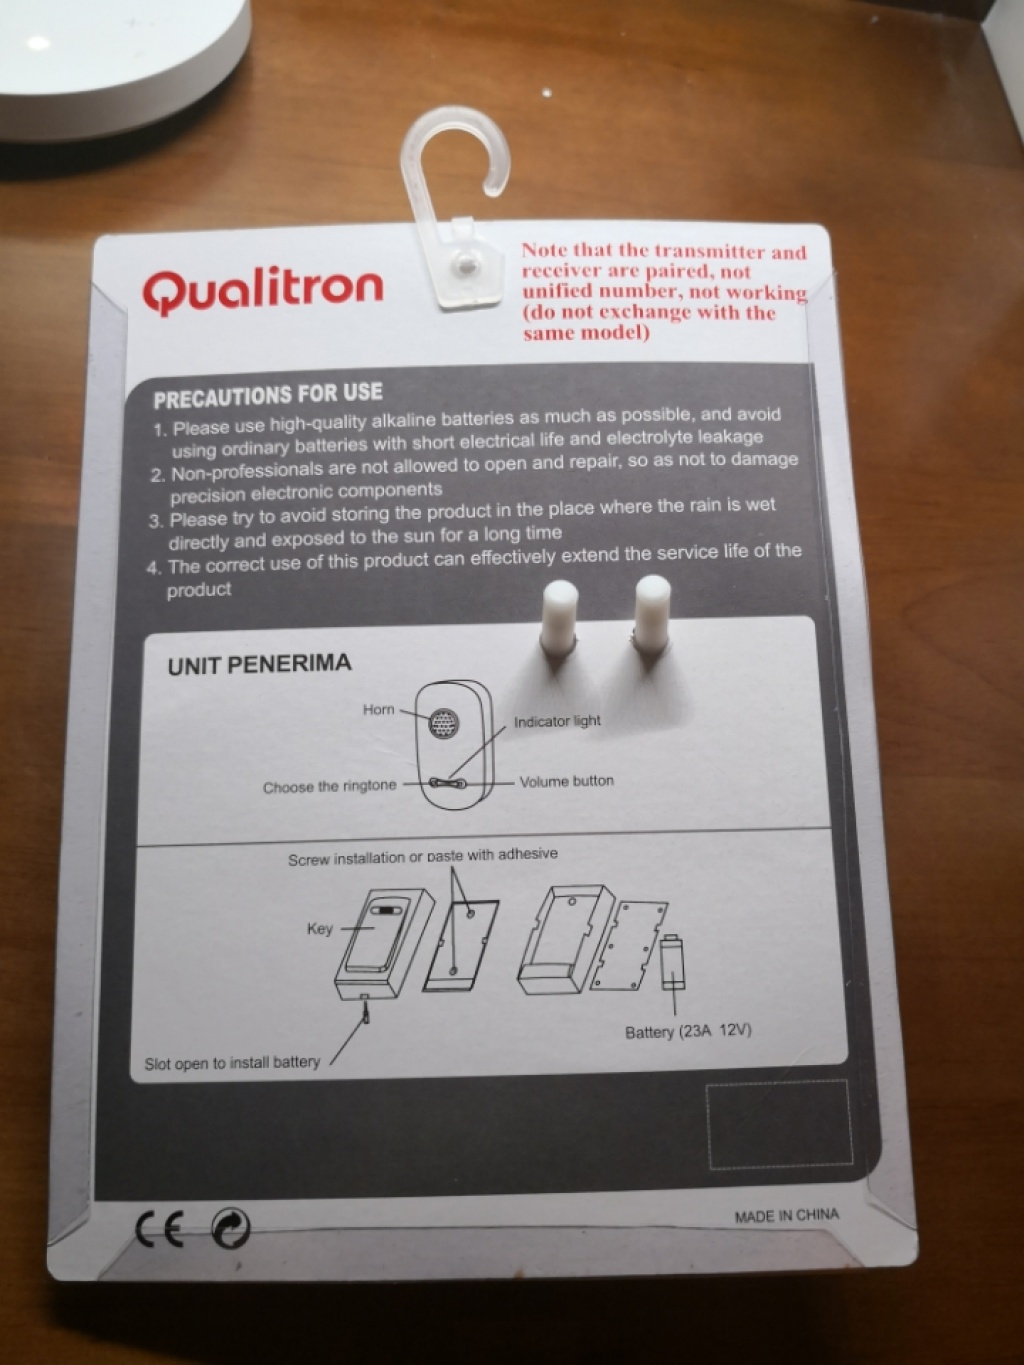 Qualitron
Note that the transmitter and
receiver are paired, not
unified number, not working
(do not exchange with the
same model)
PRECAUTIONS FOR USE
1. Please use high-quality alkaline batteries as much as possible, and avoid
using ordinary batteries with short electrical life and electrolyte leakage
2. Non-professionals are not allowed to open and repair, so as not to damage
precision electronic components
3. Please try to avoid storing the product in the place where the rain is wet
directly and exposed to the sun for a long time
4. The correct use of this product can effectively extend the service life of the
product
UNIT PENERIMA
Horn
Indicator light
Choose the ringtone
Volume button
Screw installation or paste with adhesive
Key
Battery (23A 12V)
Slot open to install battery
CE
MADE IN CHINA